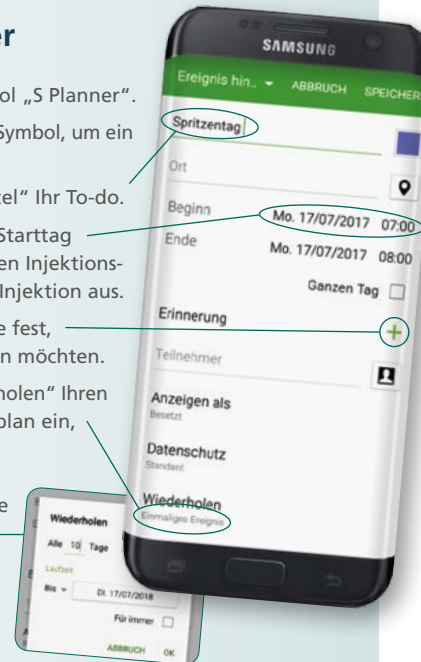 er
ol „S Planner“.
Symbol, um ein
tel“ Ihr To-do.
Starttag
en Injektions-
Injektion aus.
e fest,
n möchten.
holen“ Ihren
plan ein,
e
SAMSUNG
Ereignis hin.. ABBRUCH SPEICHER
Spritzentag
Ort
Beginn Mo. 17/07/2017 07:00
Ende Mo. 17/07/2017 08:00
Ganzen Tag
Erinnerung
Teilnehmer
Anzeigen als
Besetzt
Datenschutz
Standard
Wiederholen
Einmaliges Ereignis
Wiederholen
Alle 10 Tage
Laufzeit
Bis DI. 17/07/2018
Für immer
ABBRUCH OK